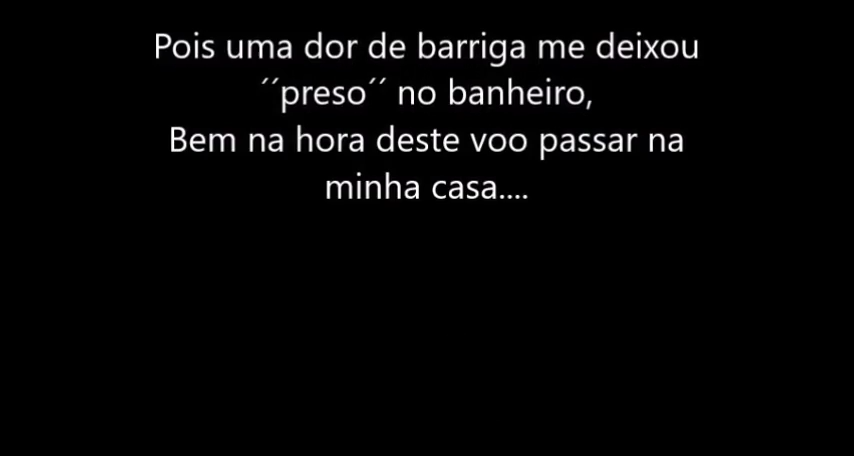 Pois uma dor de barriga me deixou
´´preso´´ no banheiro,
Bem na hora deste voo passar na
minha casa....